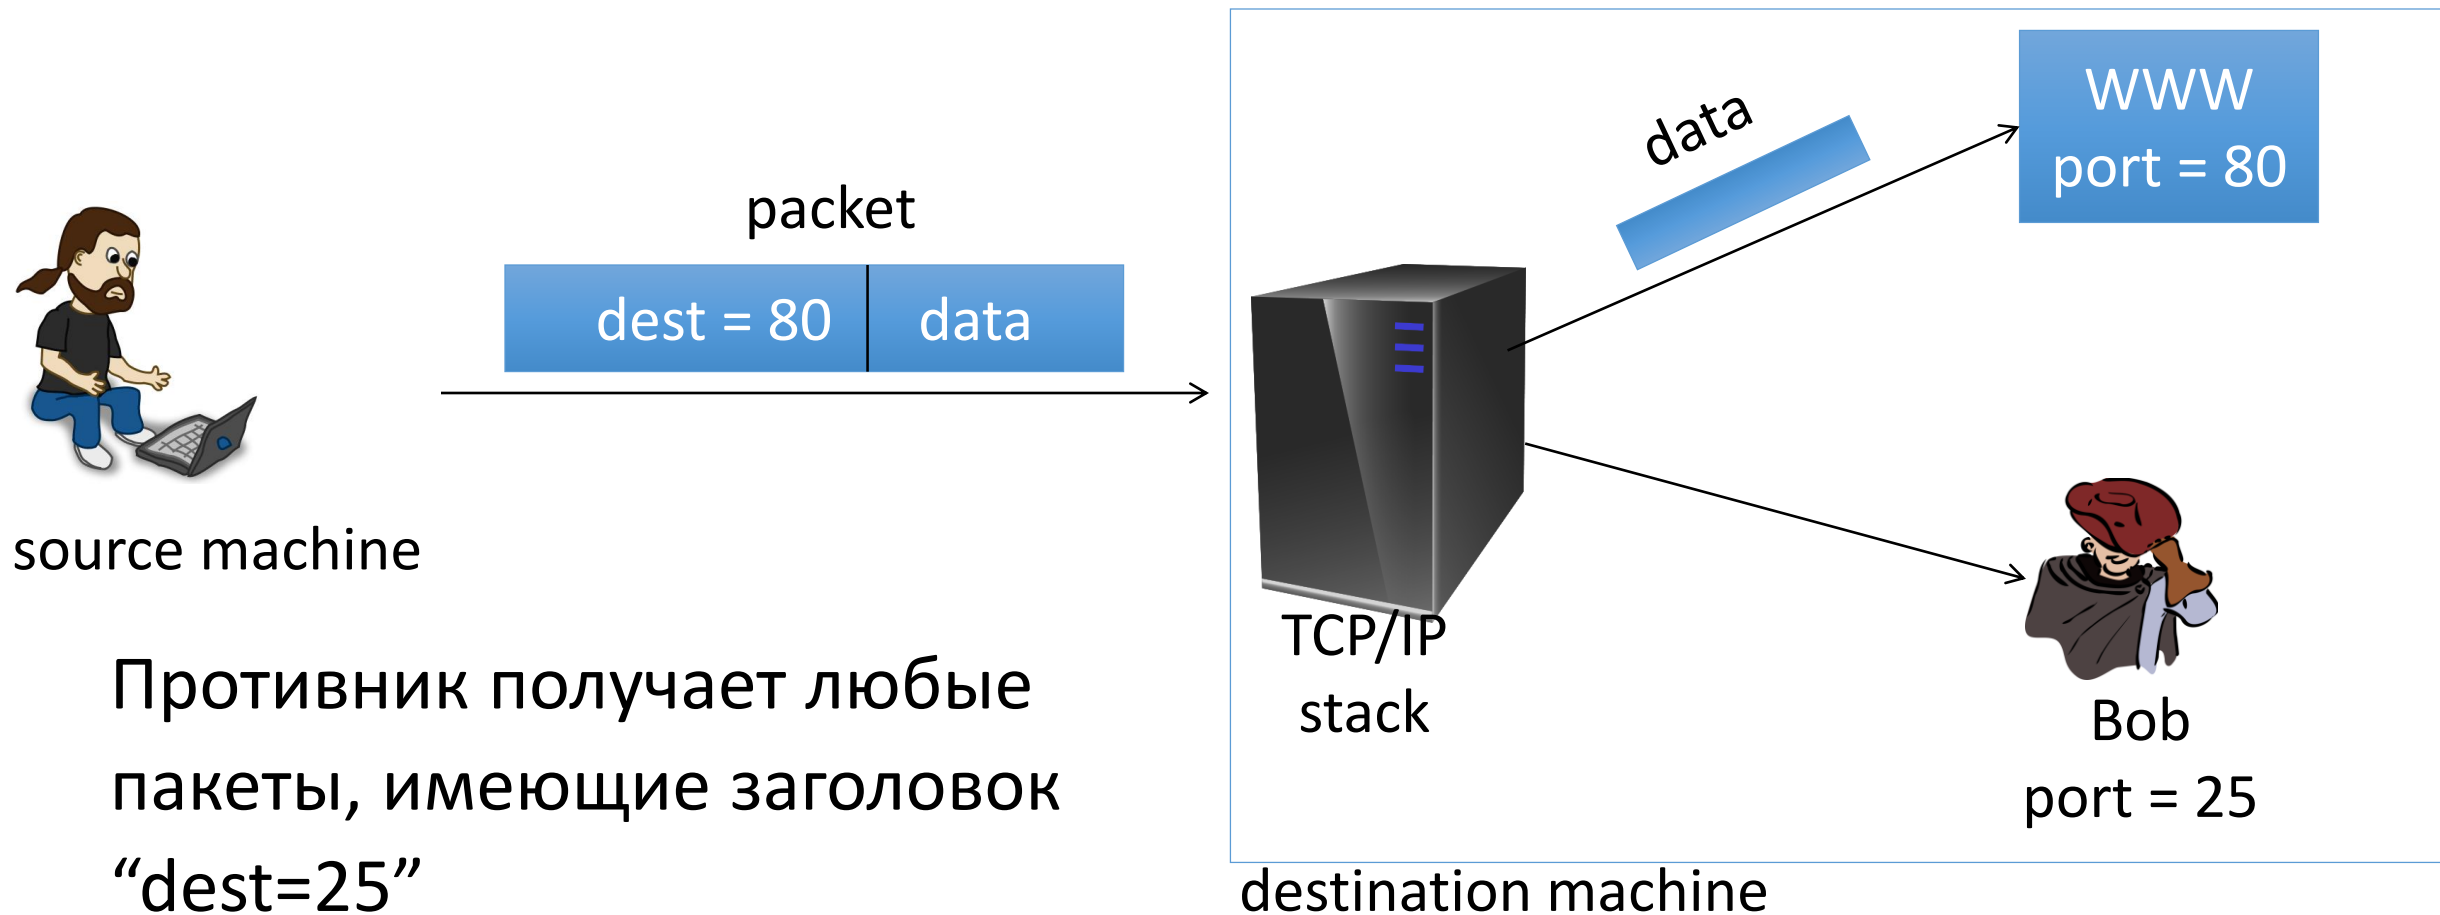 packet
dest = 80
data
source machine
Противник получает любые
пакеты, имеющие заголовок
“dest=25”
data
WWW
port = 80
TCP/IP
stack
Bob
port = 25
destination machine